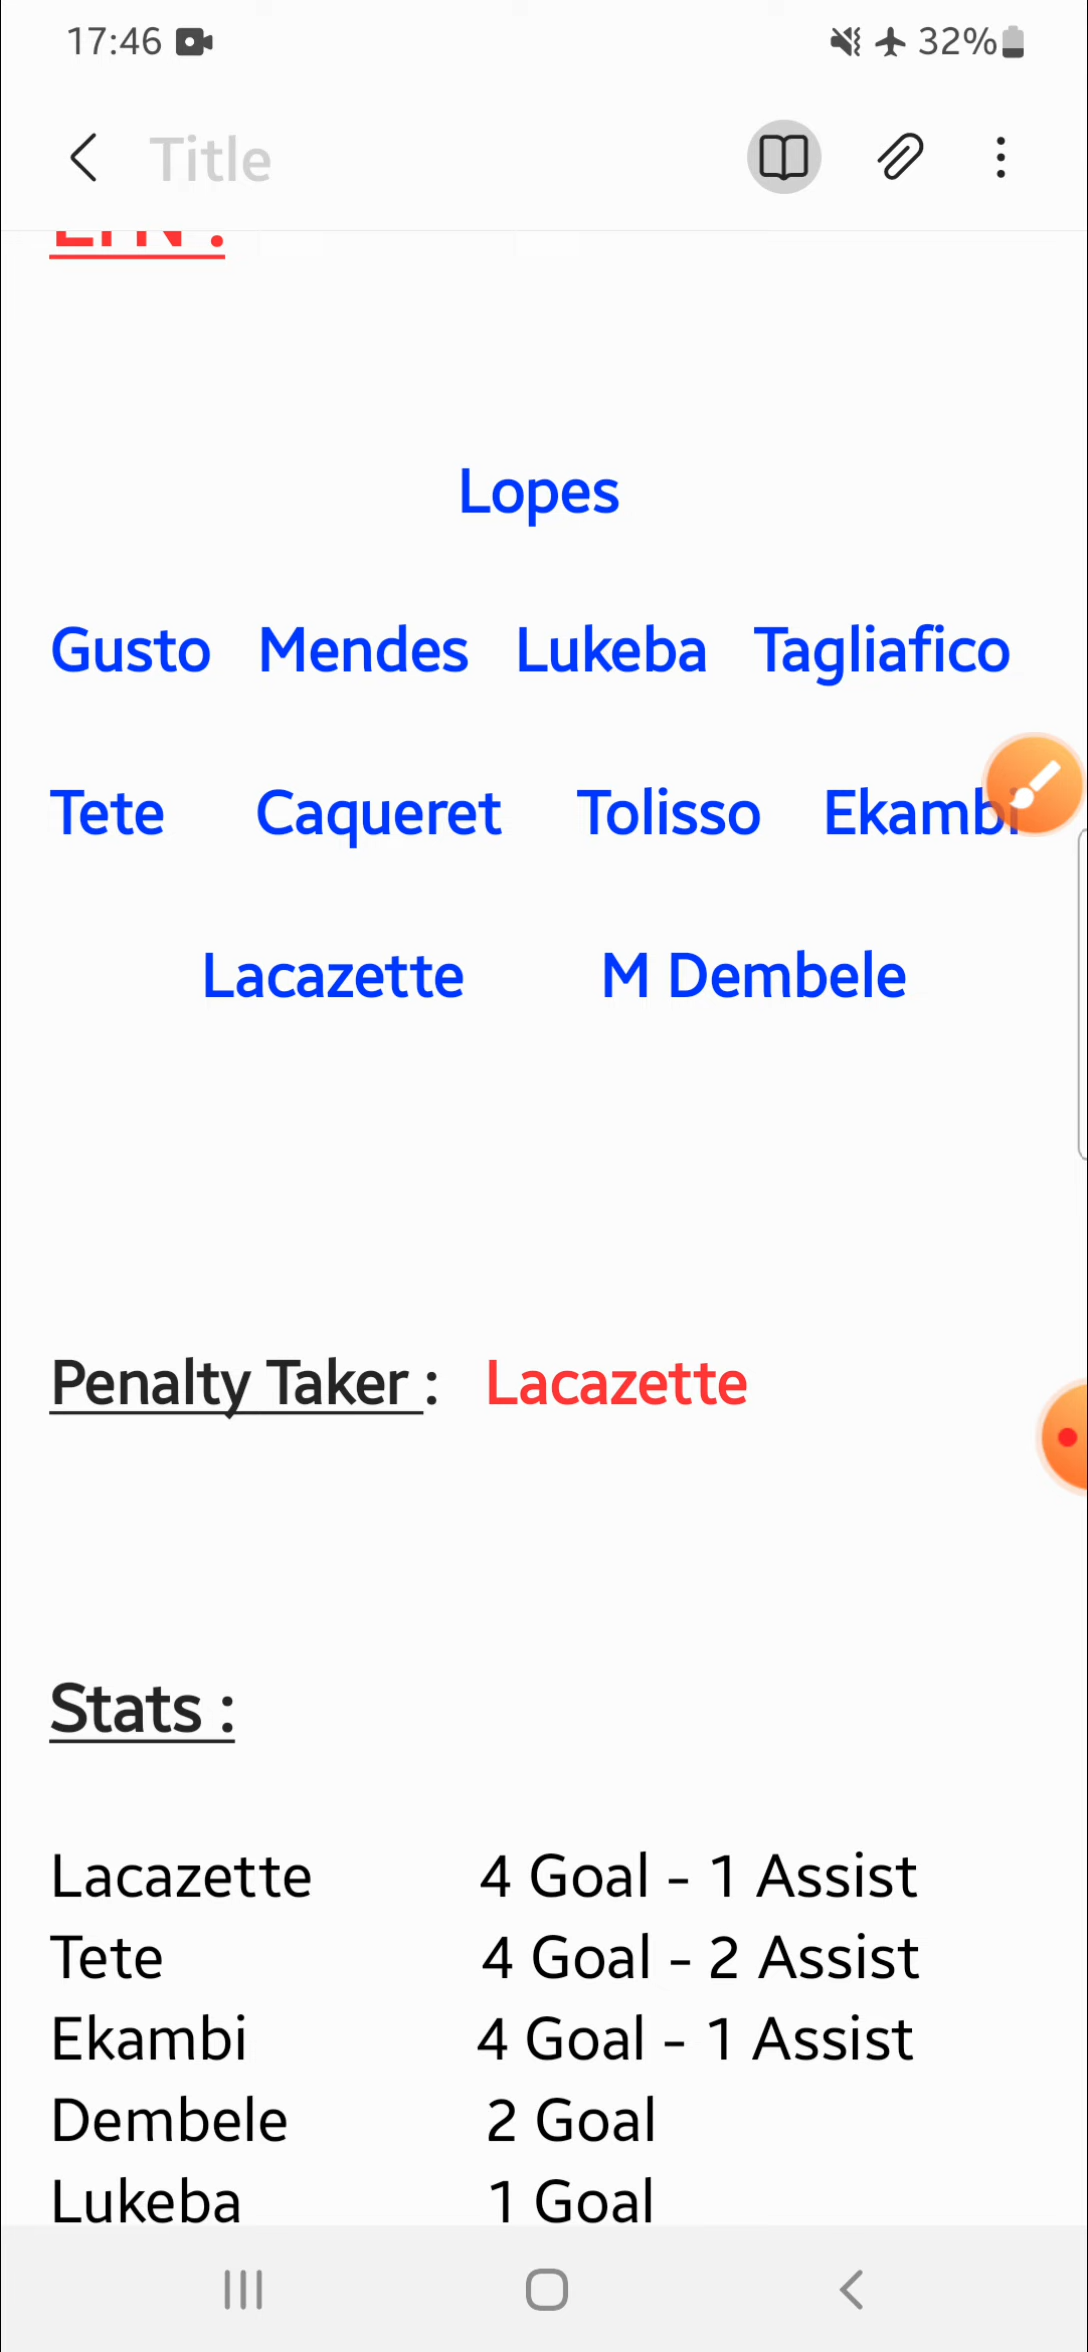 17:46 32%
Title
Lopes
Gusto Mendes Lukeba Tagliafico
Tete Caqueret Tolisso Ekambi
Lacazette M Dembele
Penalty Taker : Lacazette
Stats :
Lacazette 4 Goal - 1 Assist
Tete 4 Goal - 2 Assist
Ekambi 4 Goal - 1 Assist
Dembele 2 Goal
Lukeba 1 Goal